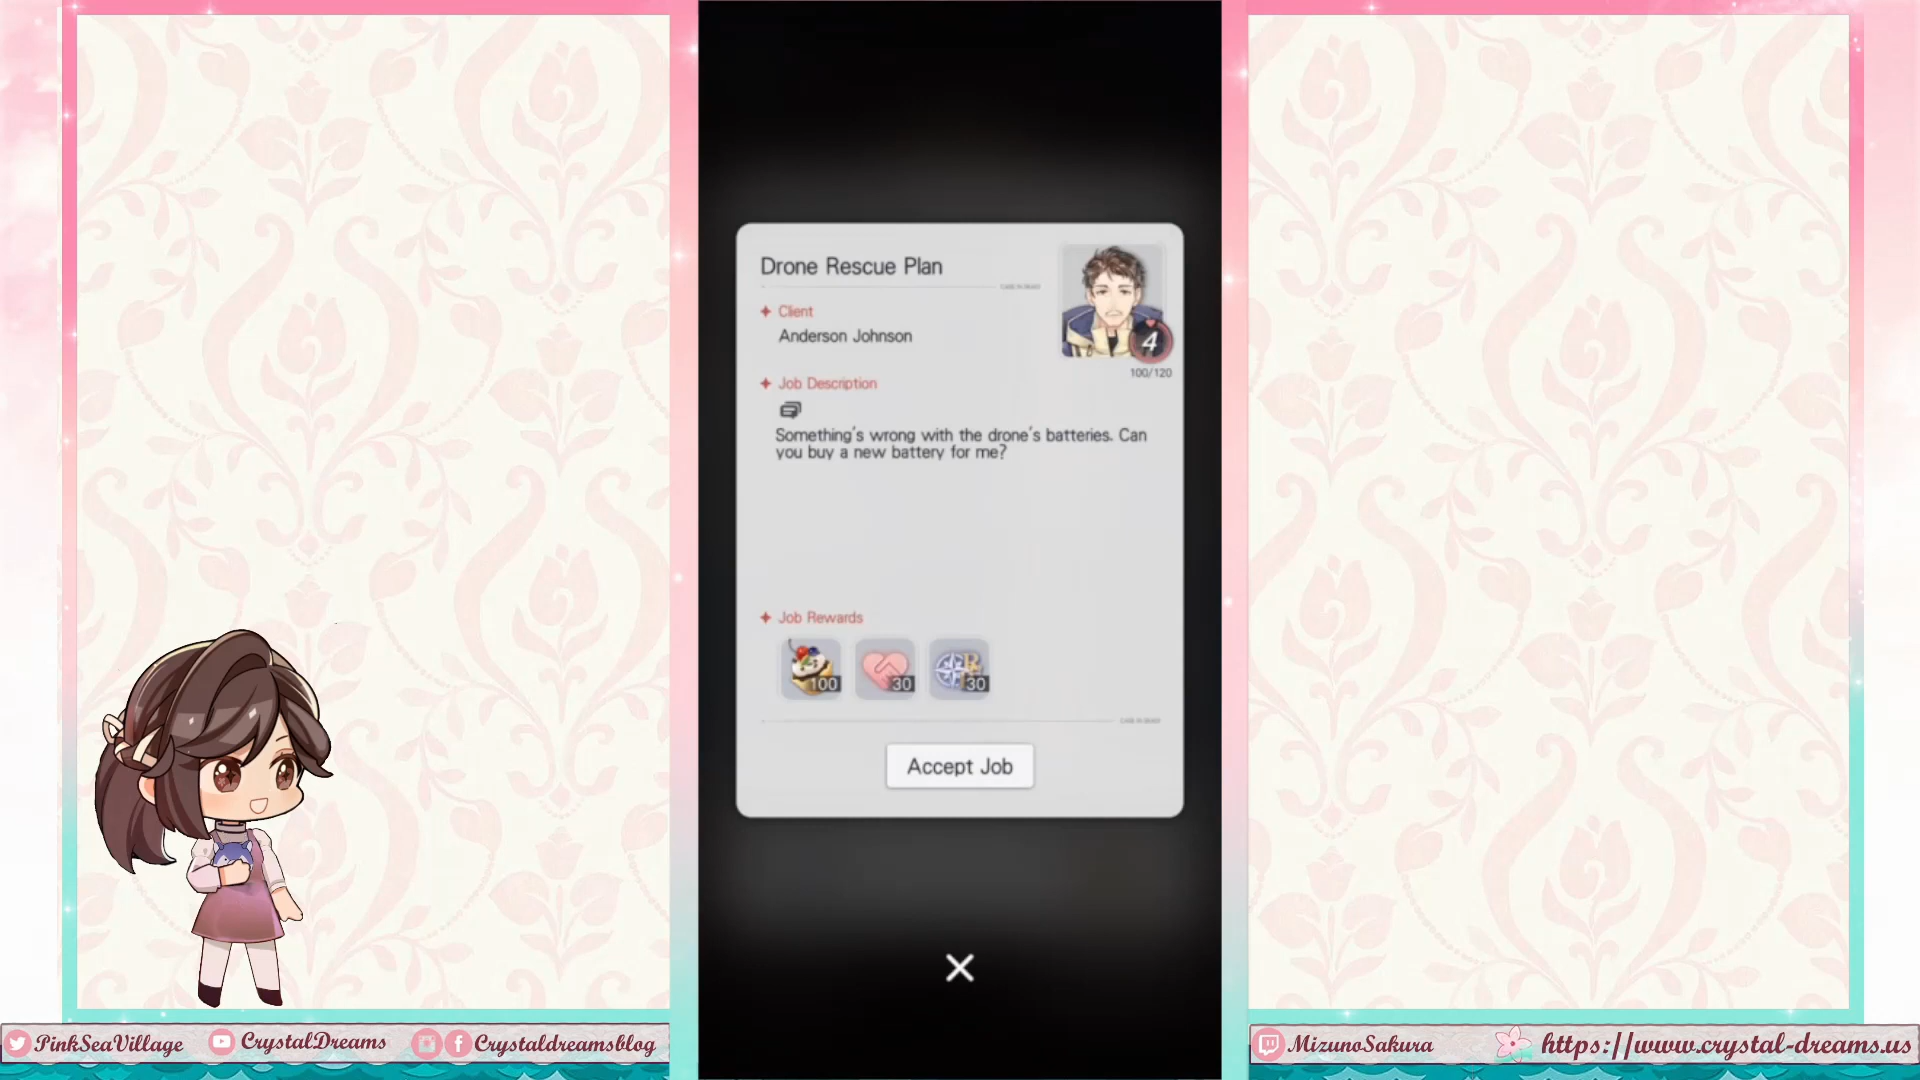 Drone Rescue Plan
Client
Anderson Johnson
4
100/120
Job Description
Something's wrong with the drone's batteries. Can
you buy a new battery for me?
Job Rewards
100
30
R
30
Accept Job
PinkSeaVillage
CrystalDreams
Crystaldreamsblog
MizunoSakura
https://www.crystal-dreams.us